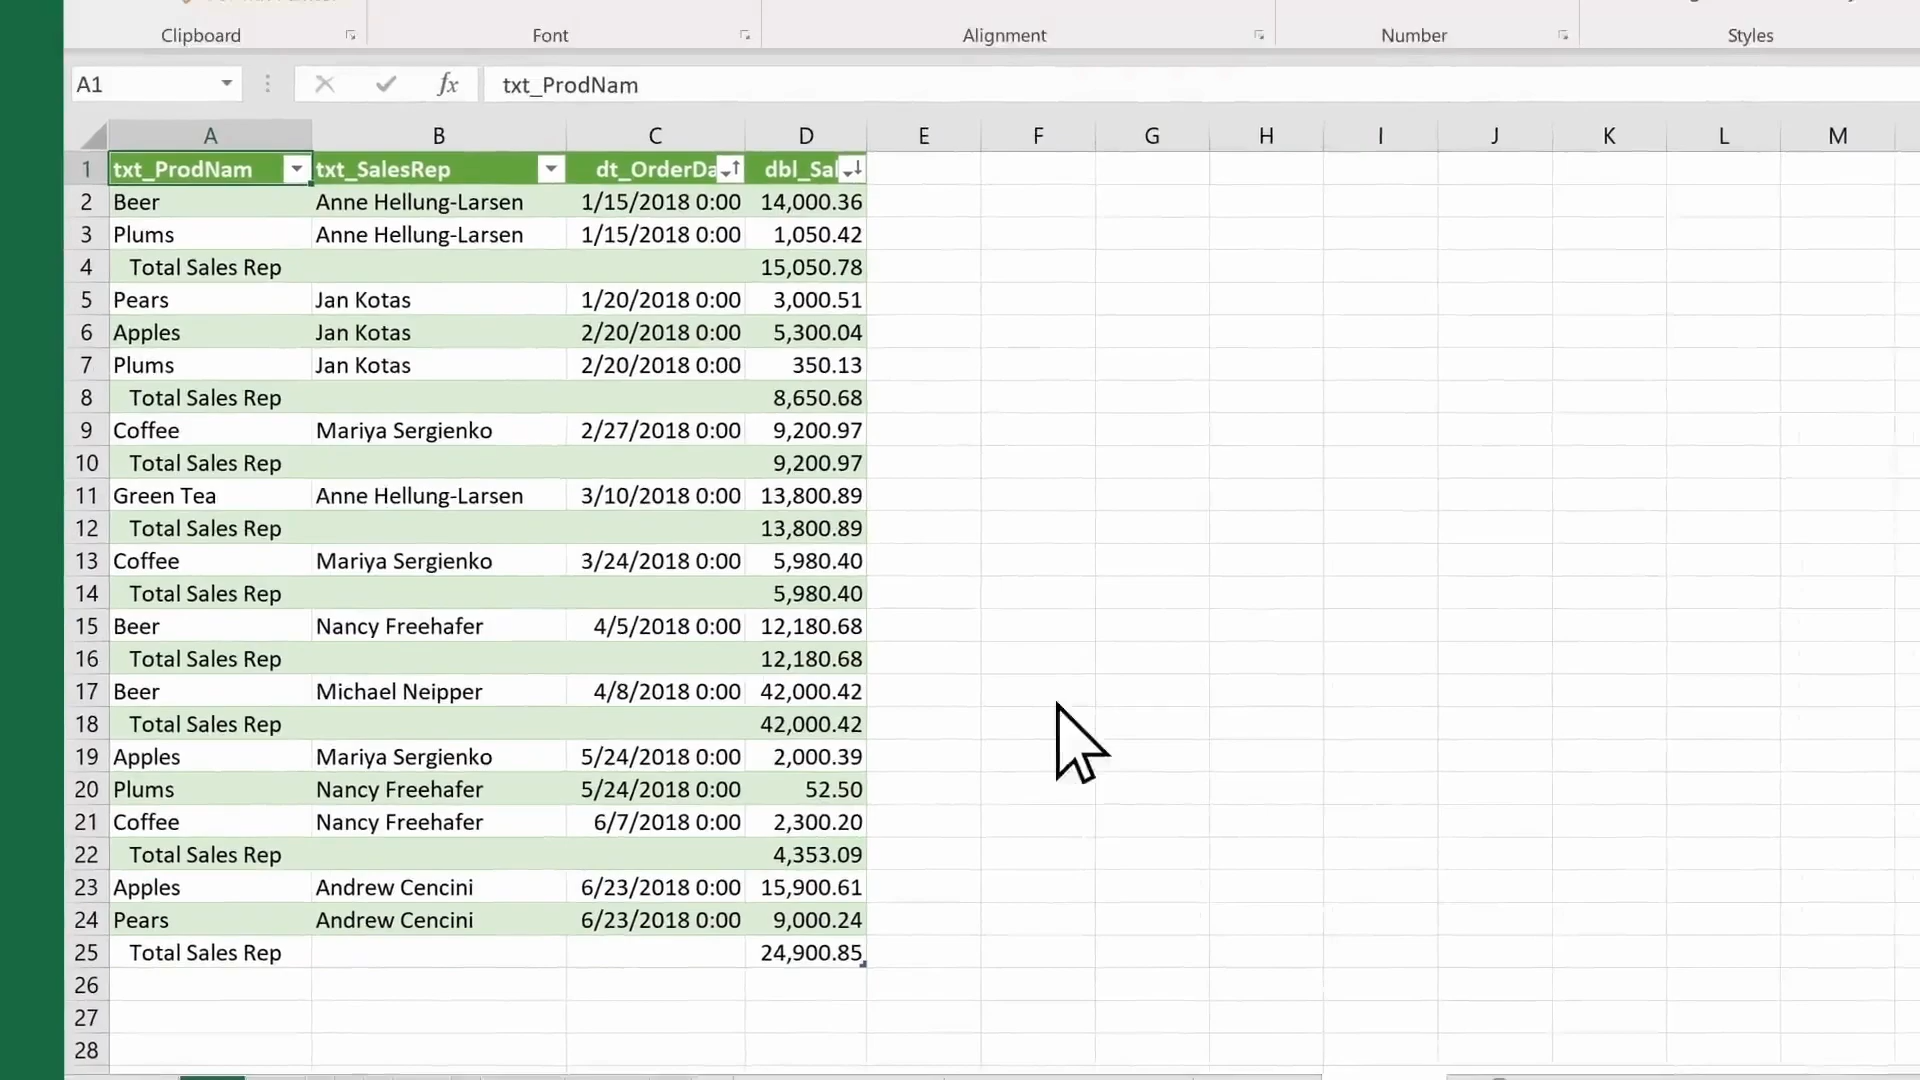 Clipboard Font Alignment Number Styles
A1 fx txt_ProdNam
A B C D E F G H I J K L M
1 txt_ProdNam txt_SalesRep dt_OrderDa dbl_Sal
2 Beer Anne Hellung-Larsen 1/15/2018 0:00 14,000.36
3 Plums Anne Hellung-Larsen 1/15/2018 0:00 1,050.42
4 Total Sales Rep 15,050.78
5 Pears Jan Kotas 1/20/2018 0:00 3,000.51
6 Apples Jan Kotas 2/20/2018 0:00 5,300.04
7 Plums Jan Kotas 2/20/2018 0:00 350.13
8 Total Sales Rep 8,650.68
9 Coffee Mariya Sergienko 2/27/2018 0:00 9,200.97
10 Total Sales Rep 9,200.97
11 Green Tea Anne Hellung-Larsen 3/10/2018 0:00 13,800.89
12 Total Sales Rep 13,800.89
13 Coffee Mariya Sergienko 3/24/2018 0:00 5,980.40
14 Total Sales Rep 5,980.40
15 Beer Nancy Freehafer 4/5/2018 0:00 12,180.68
16 Total Sales Rep 12,180.68
17 Beer Michael Neipper 4/8/2018 0:00 42,000.42
18 Total Sales Rep 42,000.42
19 Apples Mariya Sergienko 5/24/2018 0:00 2,000.39
20 Plums Nancy Freehafer 5/24/2018 0:00 52.50
21 Coffee Nancy Freehafer 6/7/2018 0:00 2,300.20
22 Total Sales Rep 4,353.09
23 Apples Andrew Cencini 6/23/2018 0:00 15,900.61
24 Pears Andrew Cencini 6/23/2018 0:00 9,000.24
25 Total Sales Rep 24,900.85
26
27
28